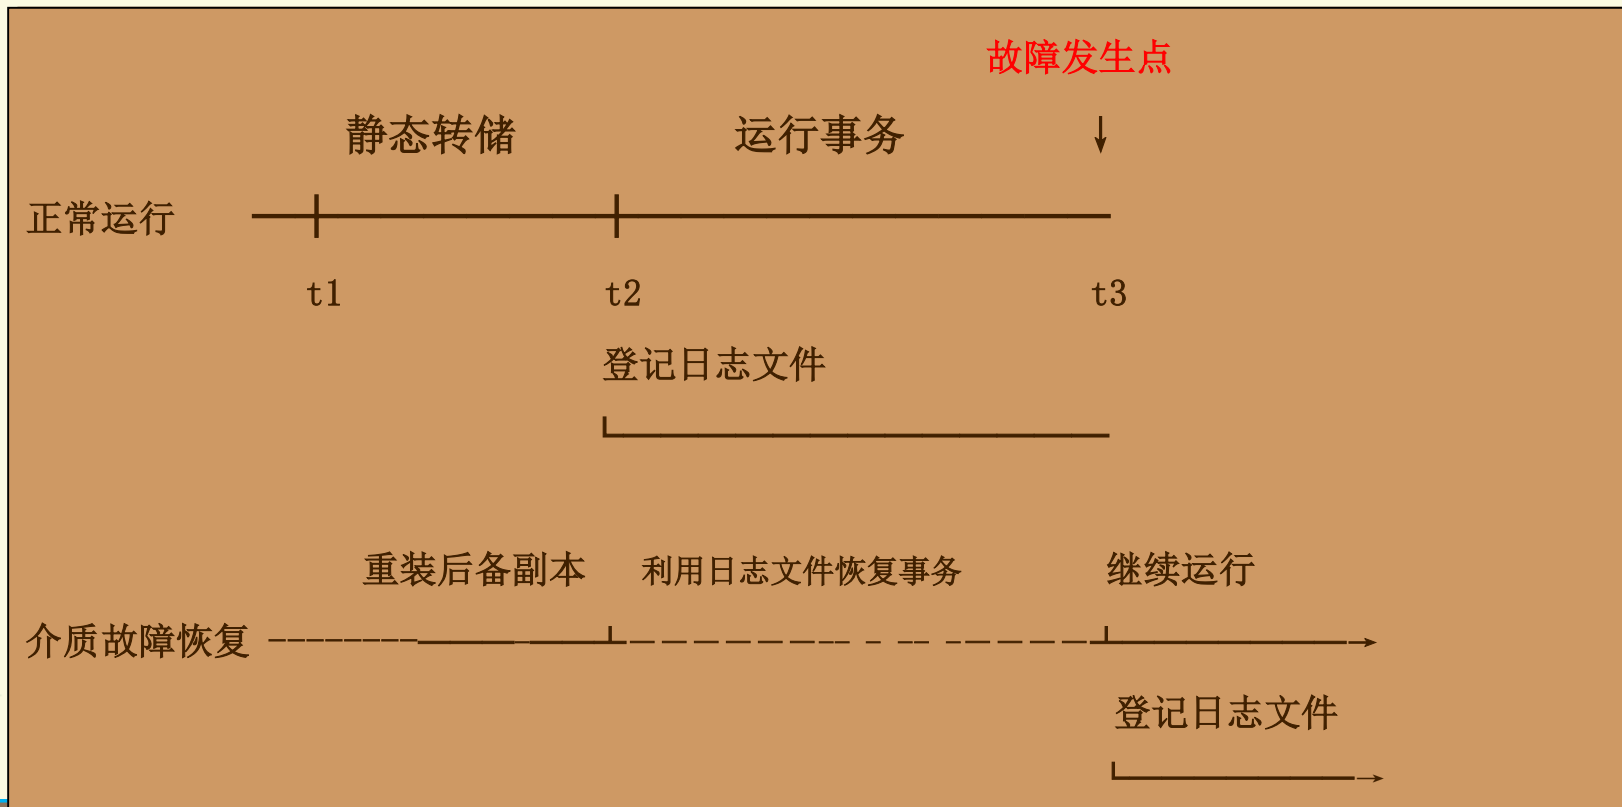 故障发生点
静态转储 运行事务 ↓
正常运行
t1 t2 t3
登记日志文件
重装后备副本 利用日志文件恢复事务 继续运行
介质故障恢复
登记日志文件